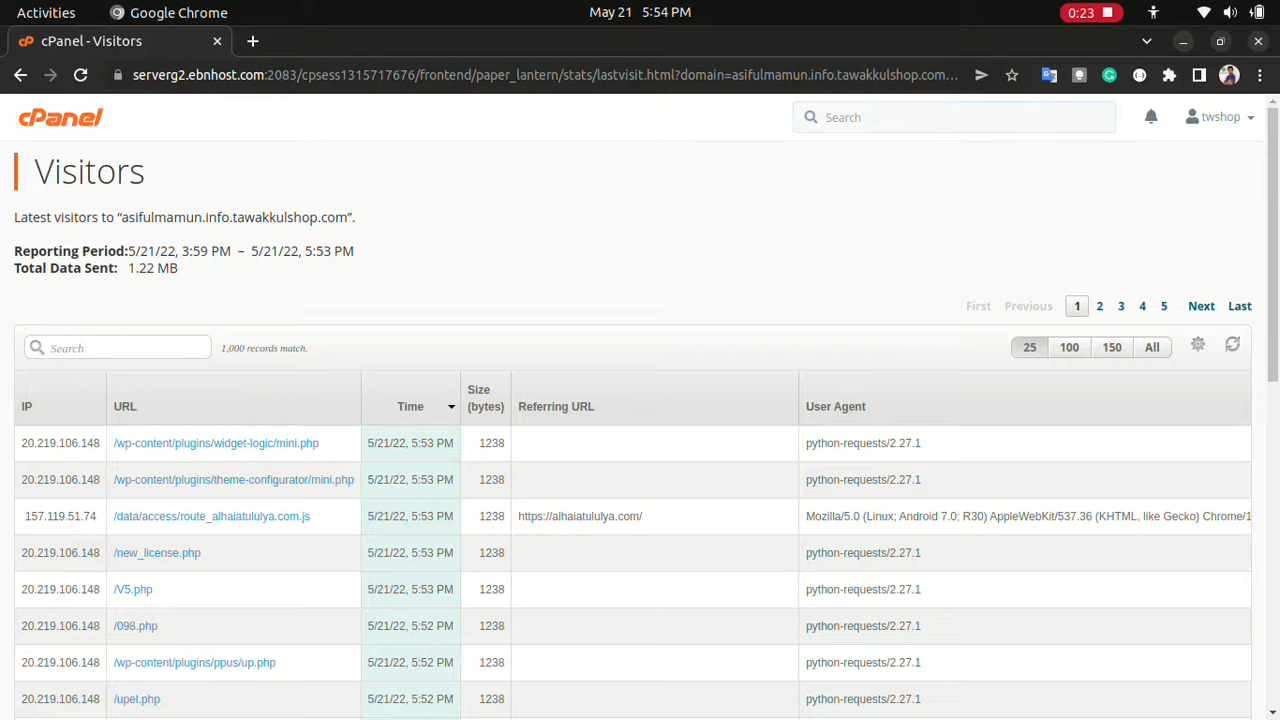 Activities
Google Chrome
May 21 5:54 PM
0:23
cPanel - Visitors
serverg2.ebnhost.com:2083/cpsess1315717676/frontend/paper_lantern/stats/lastvisit.html?domain=asifulmamun.info.tawakkulshop.com...
cPanel
Search
twshop
Visitors
Latest visitors to “asifulmamun.info.tawakkulshop.com”.
Reporting Period:5/21/22, 3:59 PM – 5/21/22, 5:53 PM
Total Data Sent: 1.22 MB
First Previous 1 2 3 4 5 Next Last
Search 1,000 records match. 25 100 150 All
IP URL Time Size (bytes) Referring URL User Agent
20.219.106.148 /wp-content/plugins/widget-logic/mini.php 5/21/22, 5:53 PM 1238 python-requests/2.27.1
20.219.106.148 /wp-content/plugins/theme-configurator/mini.php 5/21/22, 5:53 PM 1238 python-requests/2.27.1
157.119.51.74 /data/access/route_alhaiatululya.com.js 5/21/22, 5:53 PM 1238 https://alhaiatululya.com/ Mozilla/5.0 (Linux; Android 7.0; R30) AppleWebKit/537.36 (KHTML, like Gecko) Chrome/1
20.219.106.148 /new_license.php 5/21/22, 5:53 PM 1238 python-requests/2.27.1
20.219.106.148 /V5.php 5/21/22, 5:53 PM 1238 python-requests/2.27.1
20.219.106.148 /098.php 5/21/22, 5:52 PM 1238 python-requests/2.27.1
20.219.106.148 /wp-content/plugins/ppus/up.php 5/21/22, 5:52 PM 1238 python-requests/2.27.1
20.219.106.148 /upel.php 5/21/22, 5:52 PM 1238 python-requests/2.27.1